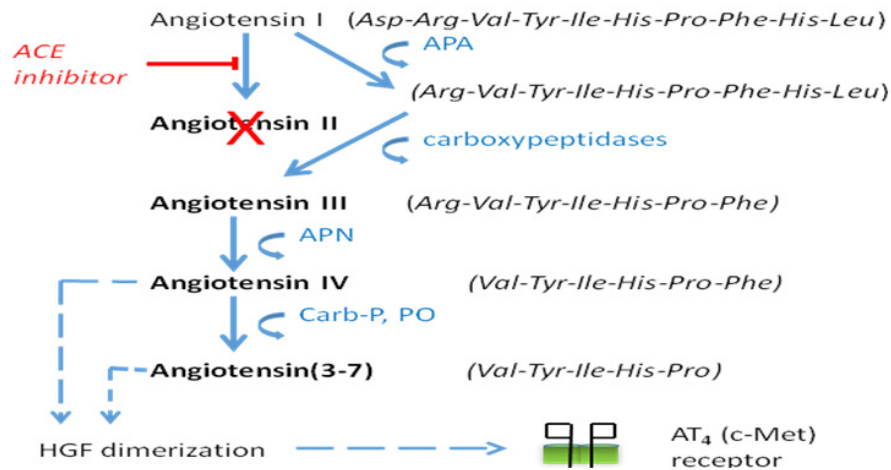 Angiotensin I (Asp-Arg-Val-Tyr-Ile-His-Pro-Phe-His-Leu)
ACE
inhibitor
APA
(Arg-Val-Tyr-Ile-His-Pro-Phe-His-Leu)
Angiotensin II
carboxypeptidases
Angiotensin III (Arg-Val-Tyr-Ile-His-Pro-Phe)
APN
Angiotensin IV (Val-Tyr-Ile-His-Pro-Phe)
Carb-P, PO
Angiotensin(3-7) (Val-Tyr-Ile-His-Pro)
HGF dimerization
AT₄ (c-Met)
receptor